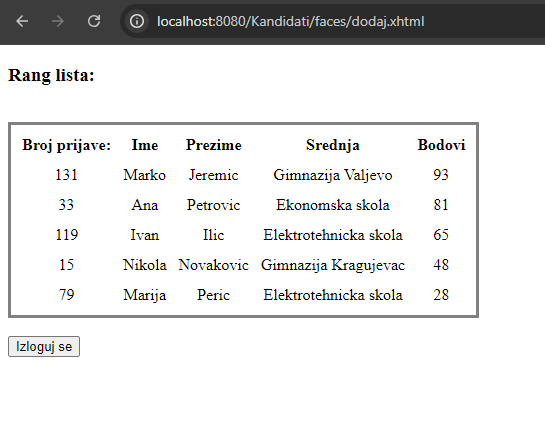 localhost:8080/Kandidati/faces/dodaj.xhtml
Rang lista:
Broj prijave: Ime Prezime Srednja Bodovi
131 Marko Jeremic Gimnazija Valjevo 93
33 Ana Petrovic Ekonomska skola 81
119 Ivan Ilic Elektrotehnicka skola 65
15 Nikola Novakovic Gimnazija Kragujevac 48
79 Marija Peric Elektrotehnicka skola 28
Izloguj se